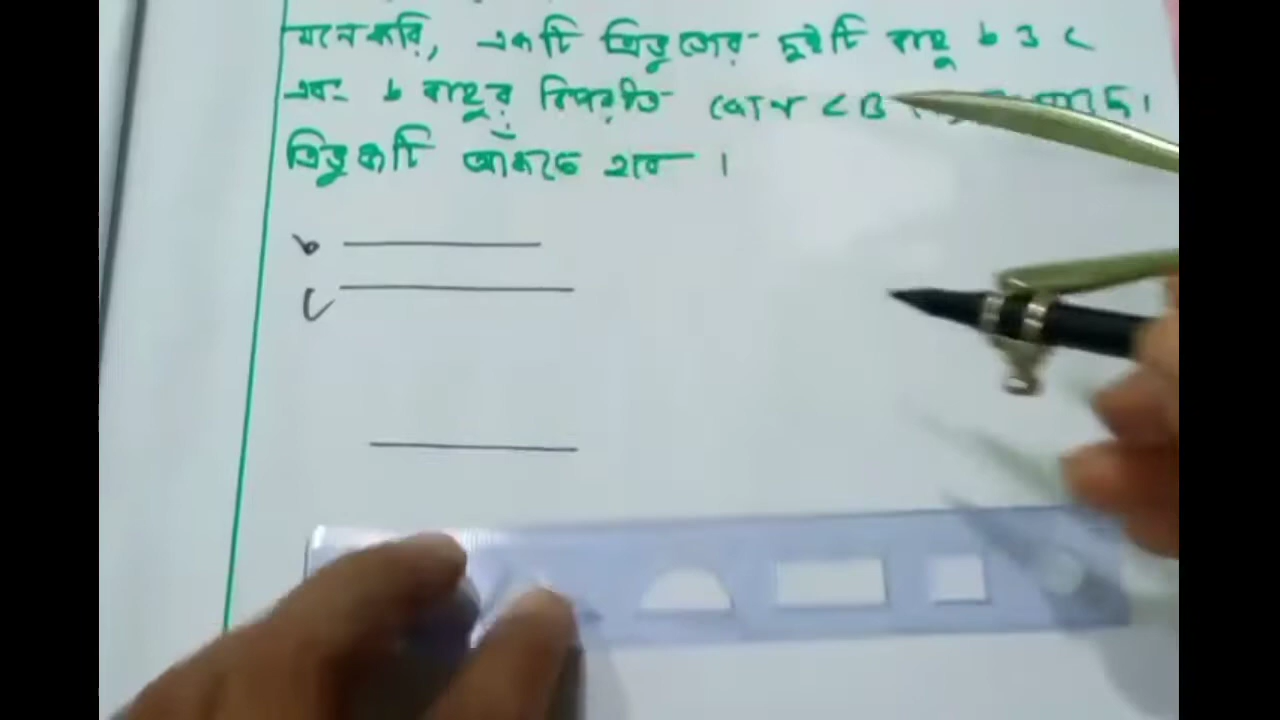 মনে করি, একটি ত্রিভুজের দুইটি বাহু b ও c
এবং b বাহুর বিপরীত কোণ ∠B
ত্রিভুজটি আঁকতে হবে ।
b
c